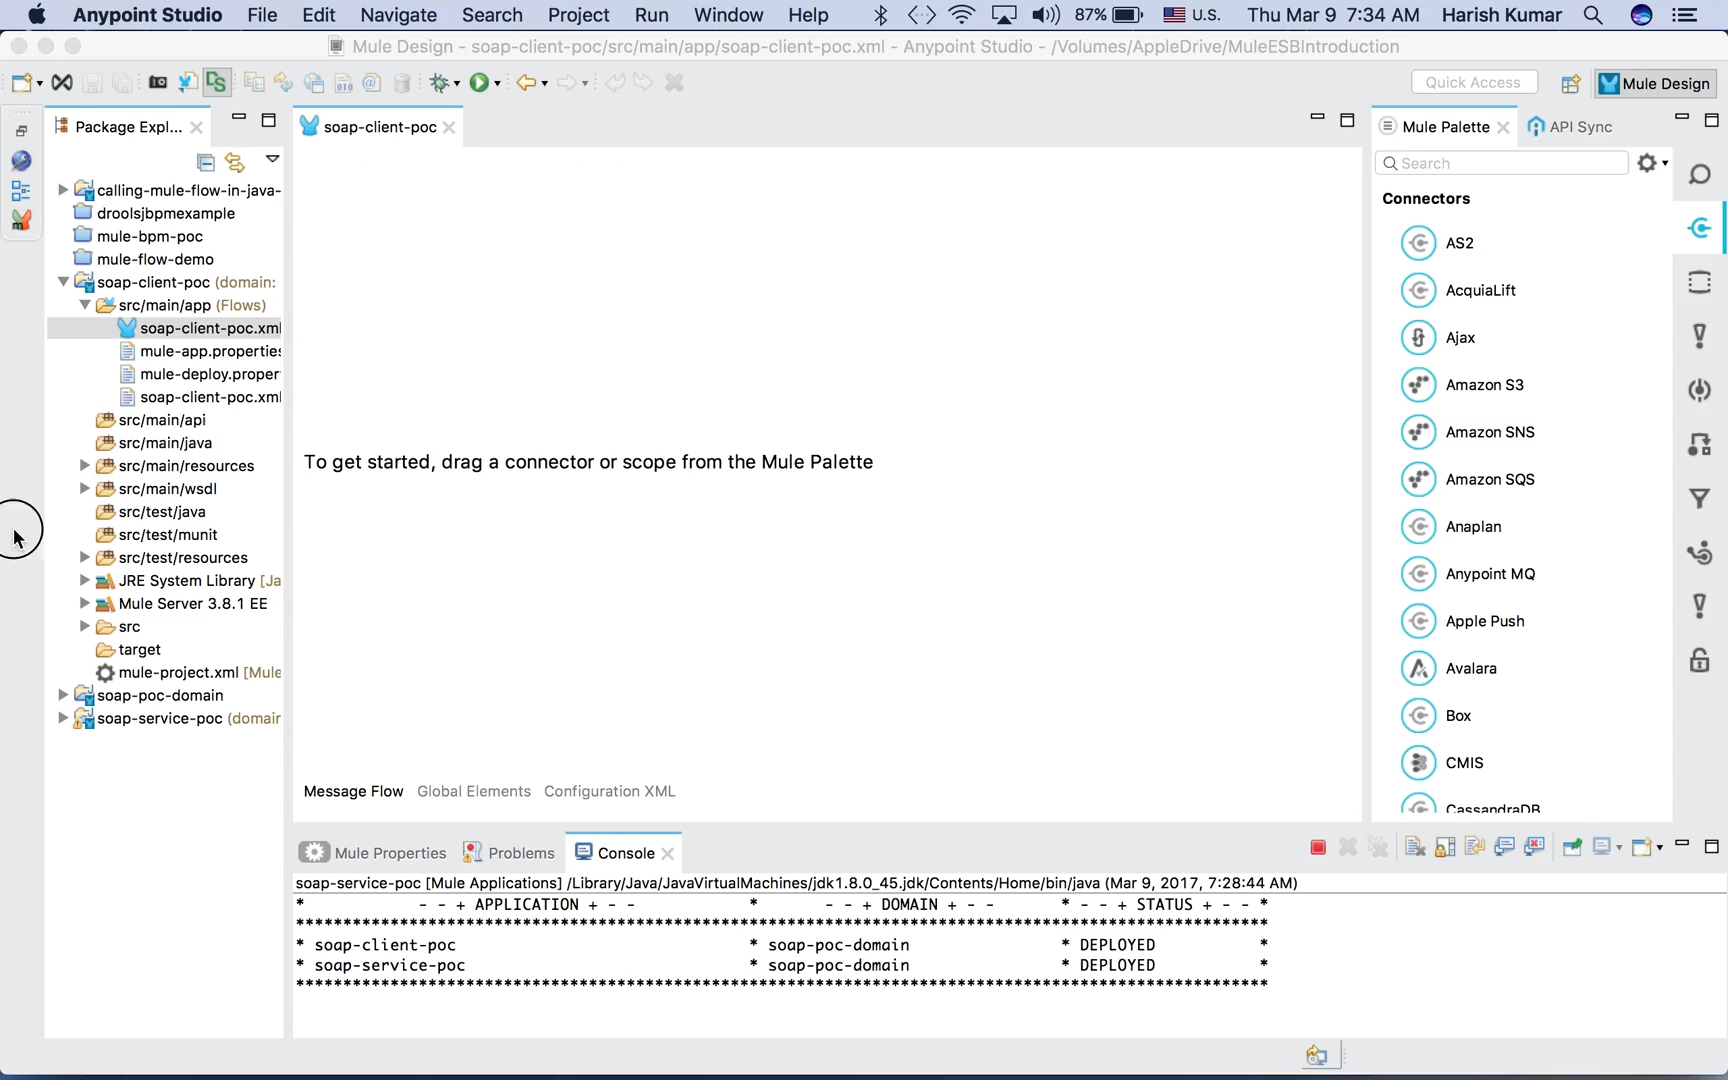 Anypoint Studio File Edit Navigate Search Project Run Window Help 87% U.S. Thu Mar 9 7:34 AM Harish Kumar
Mule Design - soap-client-poc/src/main/app/soap-client-poc.xml - Anypoint Studio - /Volumes/AppleDrive/MuleESBIntroduction
Quick Access Mule Design
Package Expl...
soap-client-poc
Mule Palette API Sync
Search
calling-mule-flow-in-java-
droolsjbpmexample
mule-bpm-poc
mule-flow-demo
soap-client-poc (domain:
src/main/app (Flows)
soap-client-poc.xml
mule-app.properties
mule-deploy.proper
soap-client-poc.xml
src/main/api
src/main/java
src/main/resources
src/main/wsdl
src/test/java
src/test/munit
src/test/resources
JRE System Library [Ja
Mule Server 3.8.1 EE
src
target
mule-project.xml [Mule
soap-poc-domain
soap-service-poc (domair
To get started, drag a connector or scope from the Mule Palette
Message Flow Global Elements Configuration XML
Connectors
AS2
AcquiaLift
Ajax
Amazon S3
Amazon SNS
Amazon SQS
Anaplan
Anypoint MQ
Apple Push
Avalara
Box
CMIS
CassandraDB
Mule Properties Problems Console
soap-service-poc [Mule Applications] /Library/Java/JavaVirtualMachines/jdk1.8.0_45.jdk/Contents/Home/bin/java (Mar 9, 2017, 7:28:44 AM)
* - - + APPLICATION + - - * - - + DOMAIN + - - * - - + STATUS + - - *
*******************************************************************************************************
* soap-client-poc * soap-poc-domain * DEPLOYED *
* soap-service-poc * soap-poc-domain * DEPLOYED *
*******************************************************************************************************